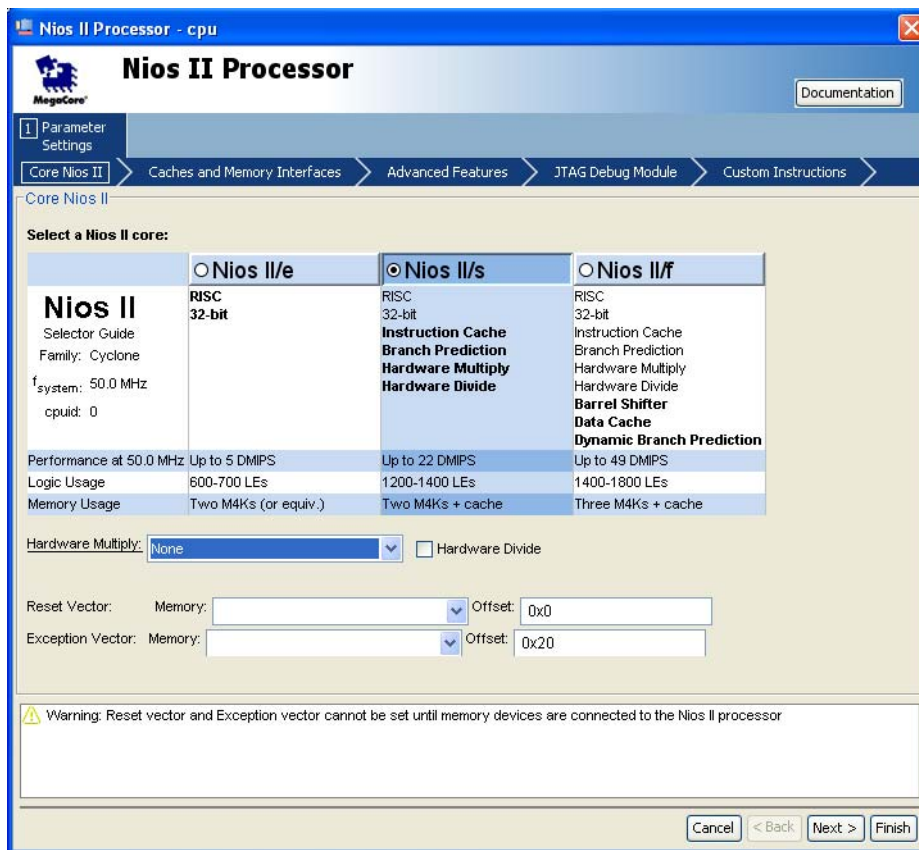 Nios II Processor - cpu
MegaCore®
Nios II Processor
Documentation
1 Parameter Settings
Core Nios II Caches and Memory Interfaces Advanced Features JTAG Debug Module Custom Instructions
Core Nios II
Select a Nios II core:
Nios II/e Nios II/s Nios II/f
Nios II
Selector Guide
Family: Cyclone
fsystem: 50.0 MHz
cpuid: 0
RISC
32-bit
RISC
32-bit
Instruction Cache
Branch Prediction
Hardware Multiply
Hardware Divide
RISC
32-bit
Instruction Cache
Branch Prediction
Hardware Multiply
Hardware Divide
Barrel Shifter
Data Cache
Dynamic Branch Prediction
Performance at 50.0 MHz Up to 5 DMIPS Up to 22 DMIPS Up to 49 DMIPS
Logic Usage 600-700 LEs 1200-1400 LEs 1400-1800 LEs
Memory Usage Two M4Ks (or equiv.) Two M4Ks + cache Three M4Ks + cache
Hardware Multiply: None Hardware Divide
Reset Vector: Memory: Offset: 0x0
Exception Vector: Memory: Offset: 0x20
Warning: Reset vector and Exception vector cannot be set until memory devices are connected to the Nios II processor
Cancel < Back Next > Finish